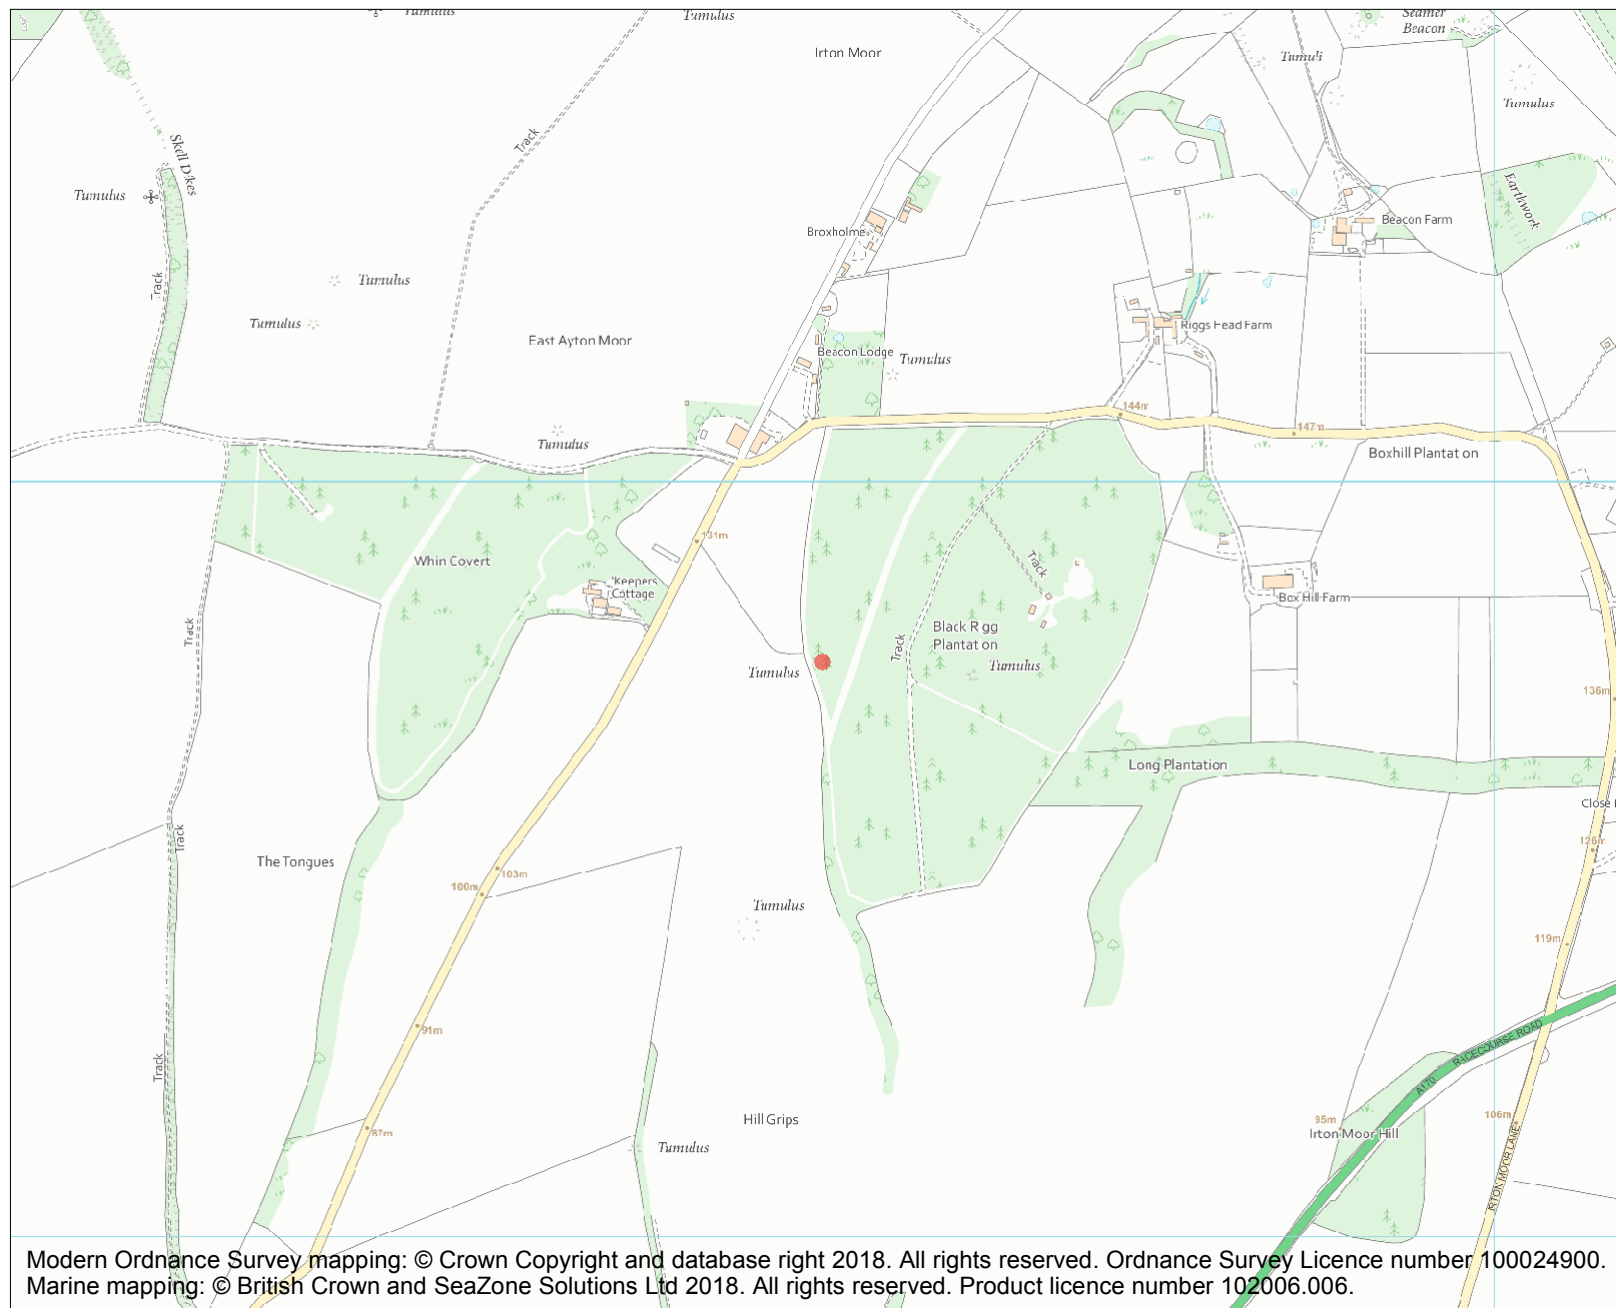 Tumulus
Tumulus
Seamer
Beacon
Irton Moor
Tumuli
Tumulus
Track
Skell Dikes
Tumulus
Earthwork
Beacon Farm
Broxholme
Track
Tumulus
Tumulus
Riggs Head Farm
East Ayton Moor
Beacon Lodge
Tumulus
144m
147m
Tumulus
Boxhill Plantation
131m
Whin Covert
Track
Keepers
Cottage
Box Hill Farm
Track
Black Rigg
Plantation
Track
Tumulus
Tumulus
136m
Long Plantation
Close
Track
126m
The Tongues
103m
100m
Tumulus
119m
91m
RACECOURSE ROAD
Track
A170
Hill Grips
95m
106m
87m
Irton Moor Hill
Tumulus
IRTON MOOR LANE
Modern Ordnance Survey mapping: © Crown Copyright and database right 2018. All rights reserved. Ordnance Survey Licence number 100024900.
Marine mapping: © British Crown and SeaZone Solutions Ltd 2018. All rights reserved. Product licence number 102006.006.